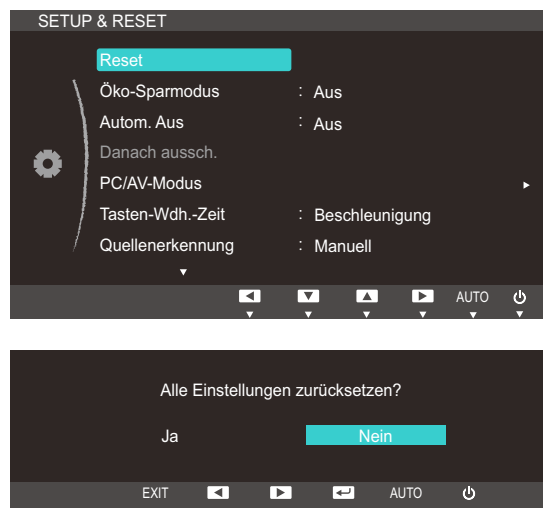 SETUP & RESET
Reset
Öko-Sparmodus : Aus
Autom. Aus : Aus
Danach aussch.
PC/AV-Modus
Tasten-Wdh.-Zeit : Beschleunigung
Quellenerkennung : Manuell
AUTO
Alle Einstellungen zurücksetzen?
Ja Nein
EXIT AUTO